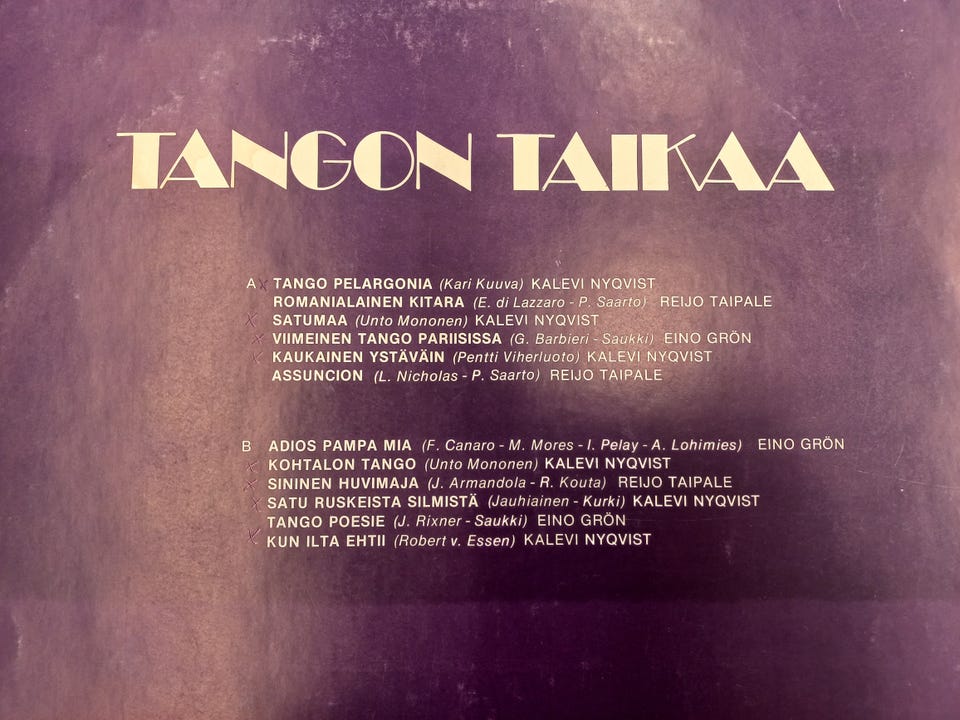 TANGON TAIKAA
A x TANGO PELARGONIA (Kari Kuuva) KALEVI NYQVIST
ROMANIALAINEN KITARA (E. di Lazzaro - P. Saarto) REIJO TAIPALE
x SATUMAA (Unto Mononen) KALEVI NYQVIST
x VIIMEINEN TANGO PARIISISSA (G. Barbieri - Saukki) EINO GRÖN
x KAUKAINEN YSTÄVÄIN (Pentti Viherluoto) KALEVI NYQVIST
ASSUNCION (L. Nicholas - P. Saarto) REIJO TAIPALE
B ADIOS PAMPA MIA (F. Canaro - M. Mores - I. Pelay - A. Lohimies) EINO GRÖN
x KOHTALON TANGO (Unto Mononen) KALEVI NYQVIST
x SININEN HUVIMAJA (J. Armandola - R. Kouta) REIJO TAIPALE
x SATU RUSKEISTA SILMISTÄ (Jauhiainen - Kurki) KALEVI NYQVIST
TANGO POESIE (J. Rixner - Saukki) EINO GRÖN
x KUN ILTA EHTII (Robert v. Essen) KALEVI NYQVIST